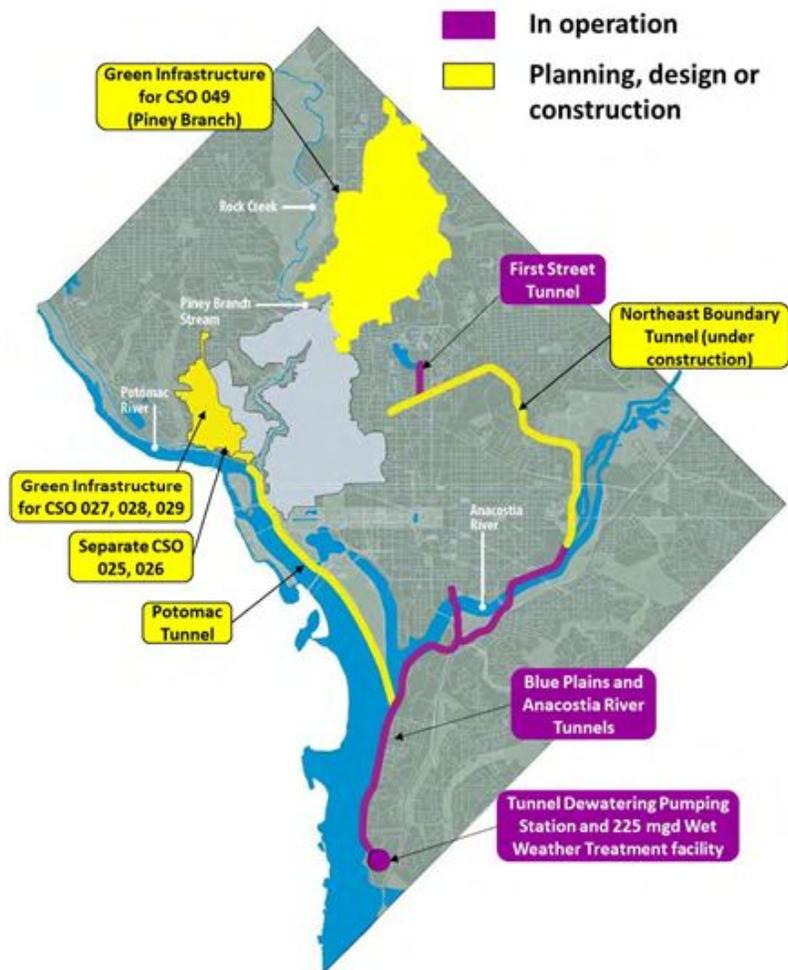 In operation
Planning, design or
construction
Green Infrastructure
for CSO 049
(Piney Branch)
Rock Creek
First Street
Tunnel
Piney Branch
Stream
Northeast Boundary
Tunnel (under
construction)
Potomac
River
Green Infrastructure
for CSO 027, 028, 029
Anacostia
River
Separate CSO
025, 026
Potomac
Tunnel
Blue Plains and
Anacostia River
Tunnels
Tunnel Dewatering Pumping
Station and 225 mgd Wet
Weather Treatment facility